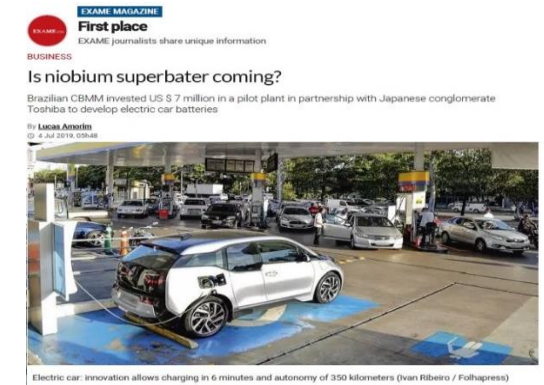 EXAME MAGAZINE
EXAME.com
First place
EXAME journalists share unique information
BUSINESS
Is niobium superbater coming?
Brazilian CBMM invested US $ 7 million in a pilot plant in partnership with Japanese conglomerate
Toshiba to develop electric car batteries
By Lucas Amorim
4 Jul 2019, 05h48
Electric car: innovation allows charging in 6 minutes and autonomy of 350 kilometers (Ivan Ribeiro / Folhapress)